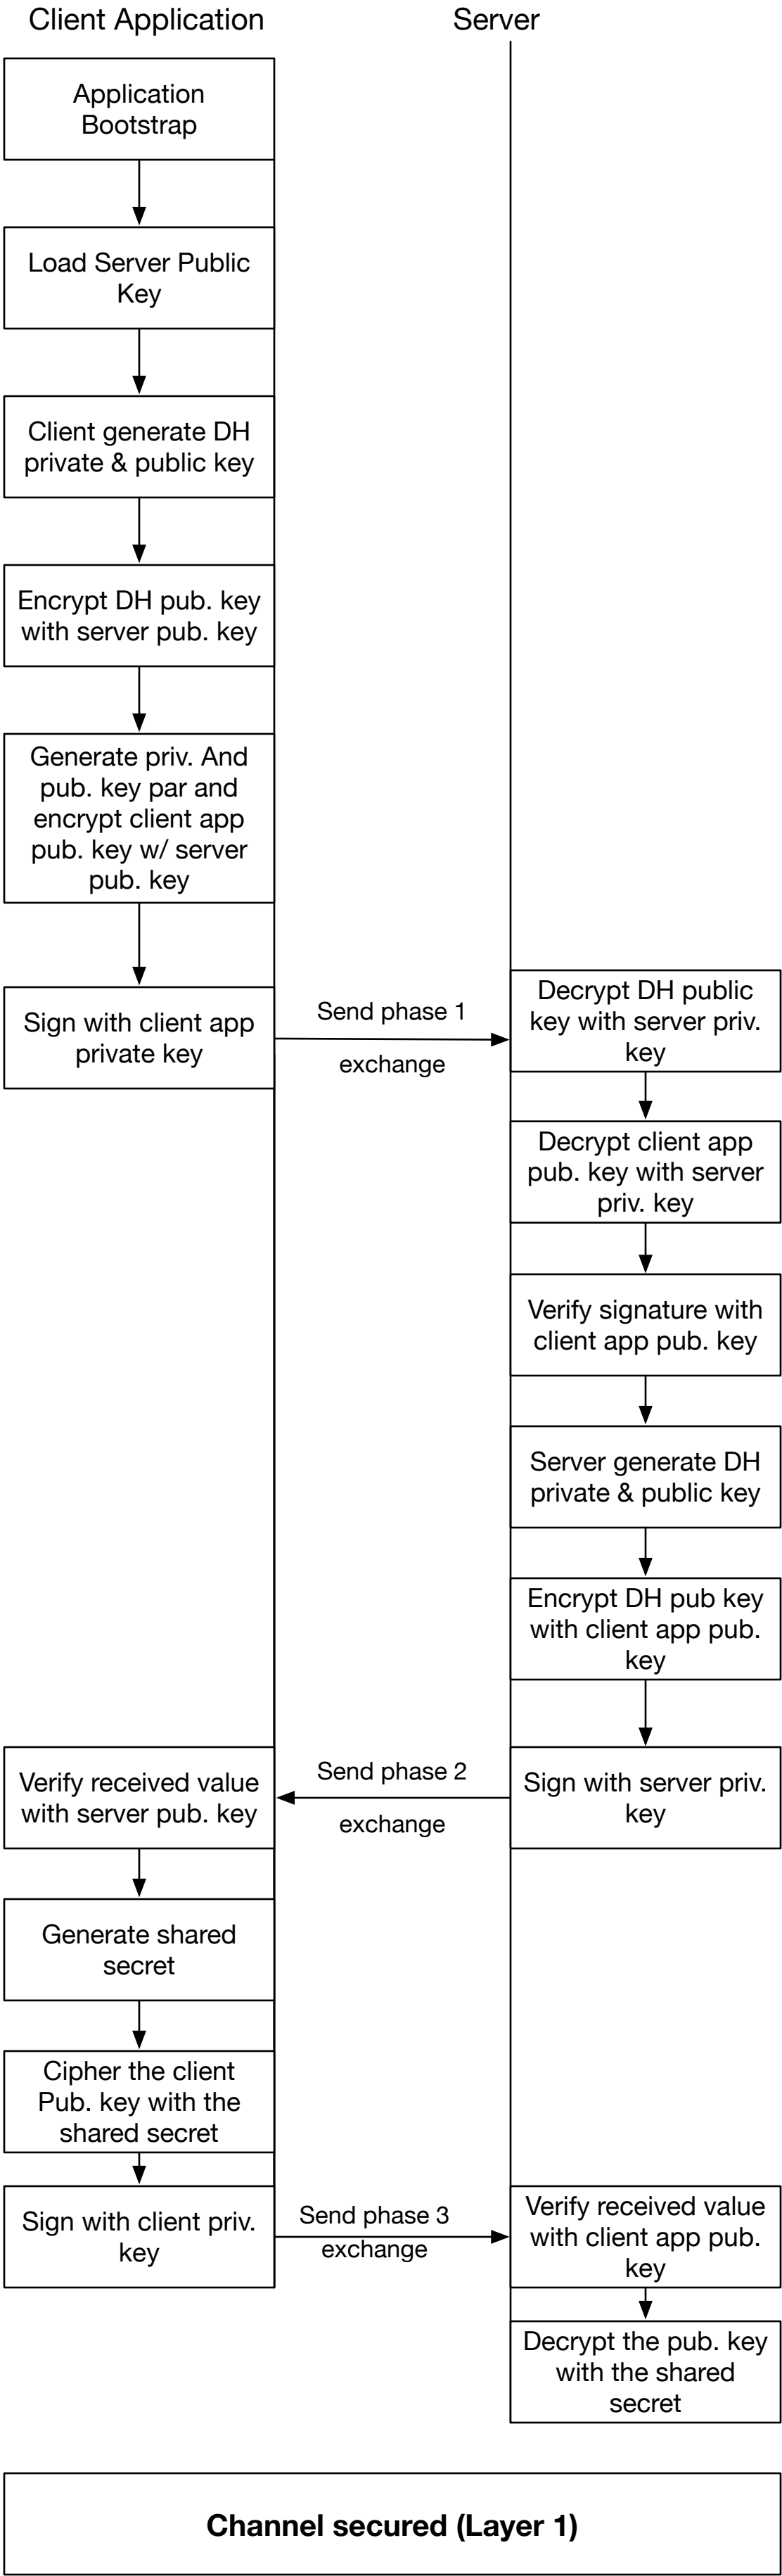 Client Application
Server
Application
Bootstrap
Load Server Public
Key
Client generate DH
private & public key
Encrypt DH pub. key
with server pub. key
Generate priv. And
pub. key par and
encrypt client app
pub. key w/ server
pub. key
Sign with client app
private key
Send phase 1
exchange
Decrypt DH public
key with server priv.
key
Decrypt client app
pub. key with server
priv. key
Verify signature with
client app pub. key
Server generate DH
private & public key
Encrypt DH pub key
with client app pub.
key
Sign with server priv.
key
Send phase 2
exchange
Verify received value
with server pub. key
Generate shared
secret
Cipher the client
Pub. key with the
shared secret
Sign with client priv.
key
Send phase 3
exchange
Verify received value
with client app pub.
key
Decrypt the pub. key
with the shared
secret
Channel secured (Layer 1)